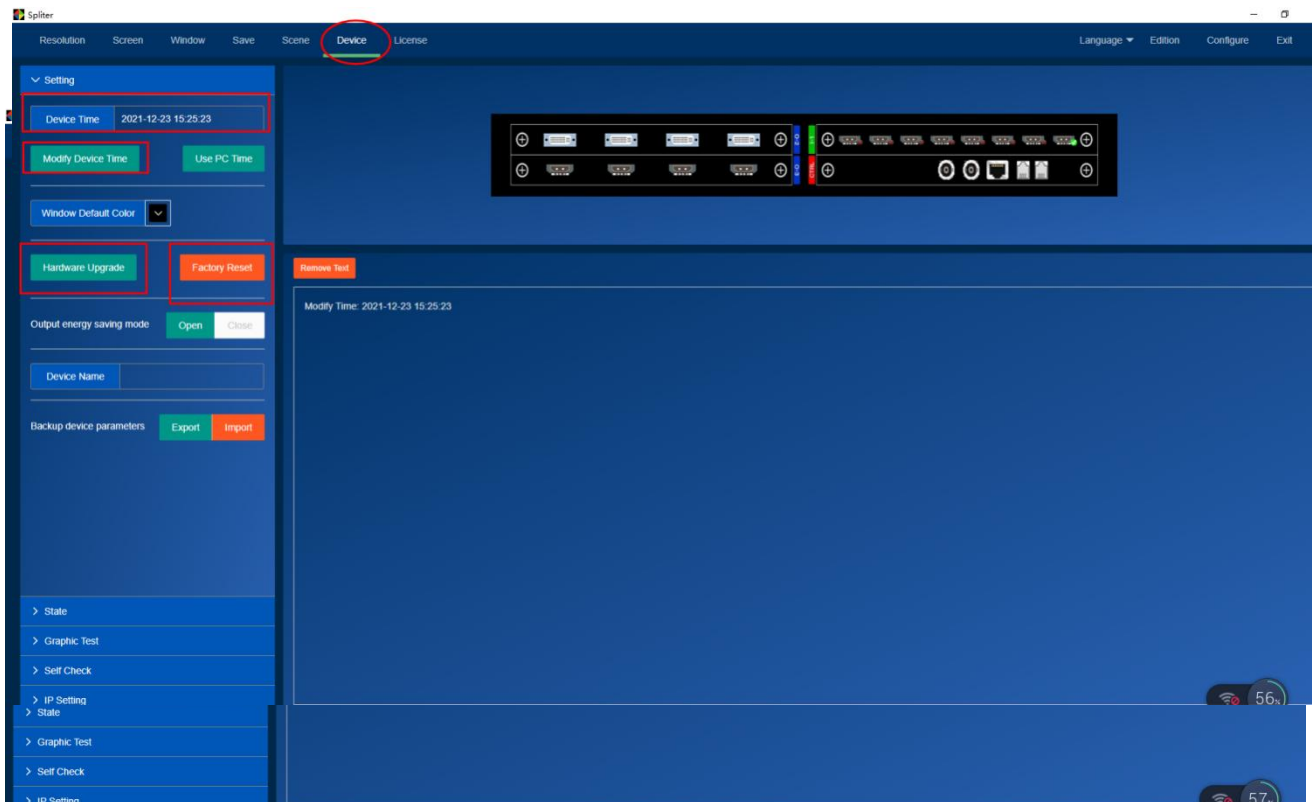 Spliter
Resolution Screen Window Save Scene Device License Language Edition Configure Exit
Setting
Device Time 2021-12-23 15:25:23
Modify Device Time Use PC Time
Window Default Color
Hardware Upgrade Factory Reset
Remove Text
Modify Time: 2021-12-23 15:25:23
Output energy saving mode Open Close
Device Name
Backup device parameters Export Import
State
Graphic Test
Self Check
IP Setting
56%
State
Graphic Test
Self Check
IP Setting
57%